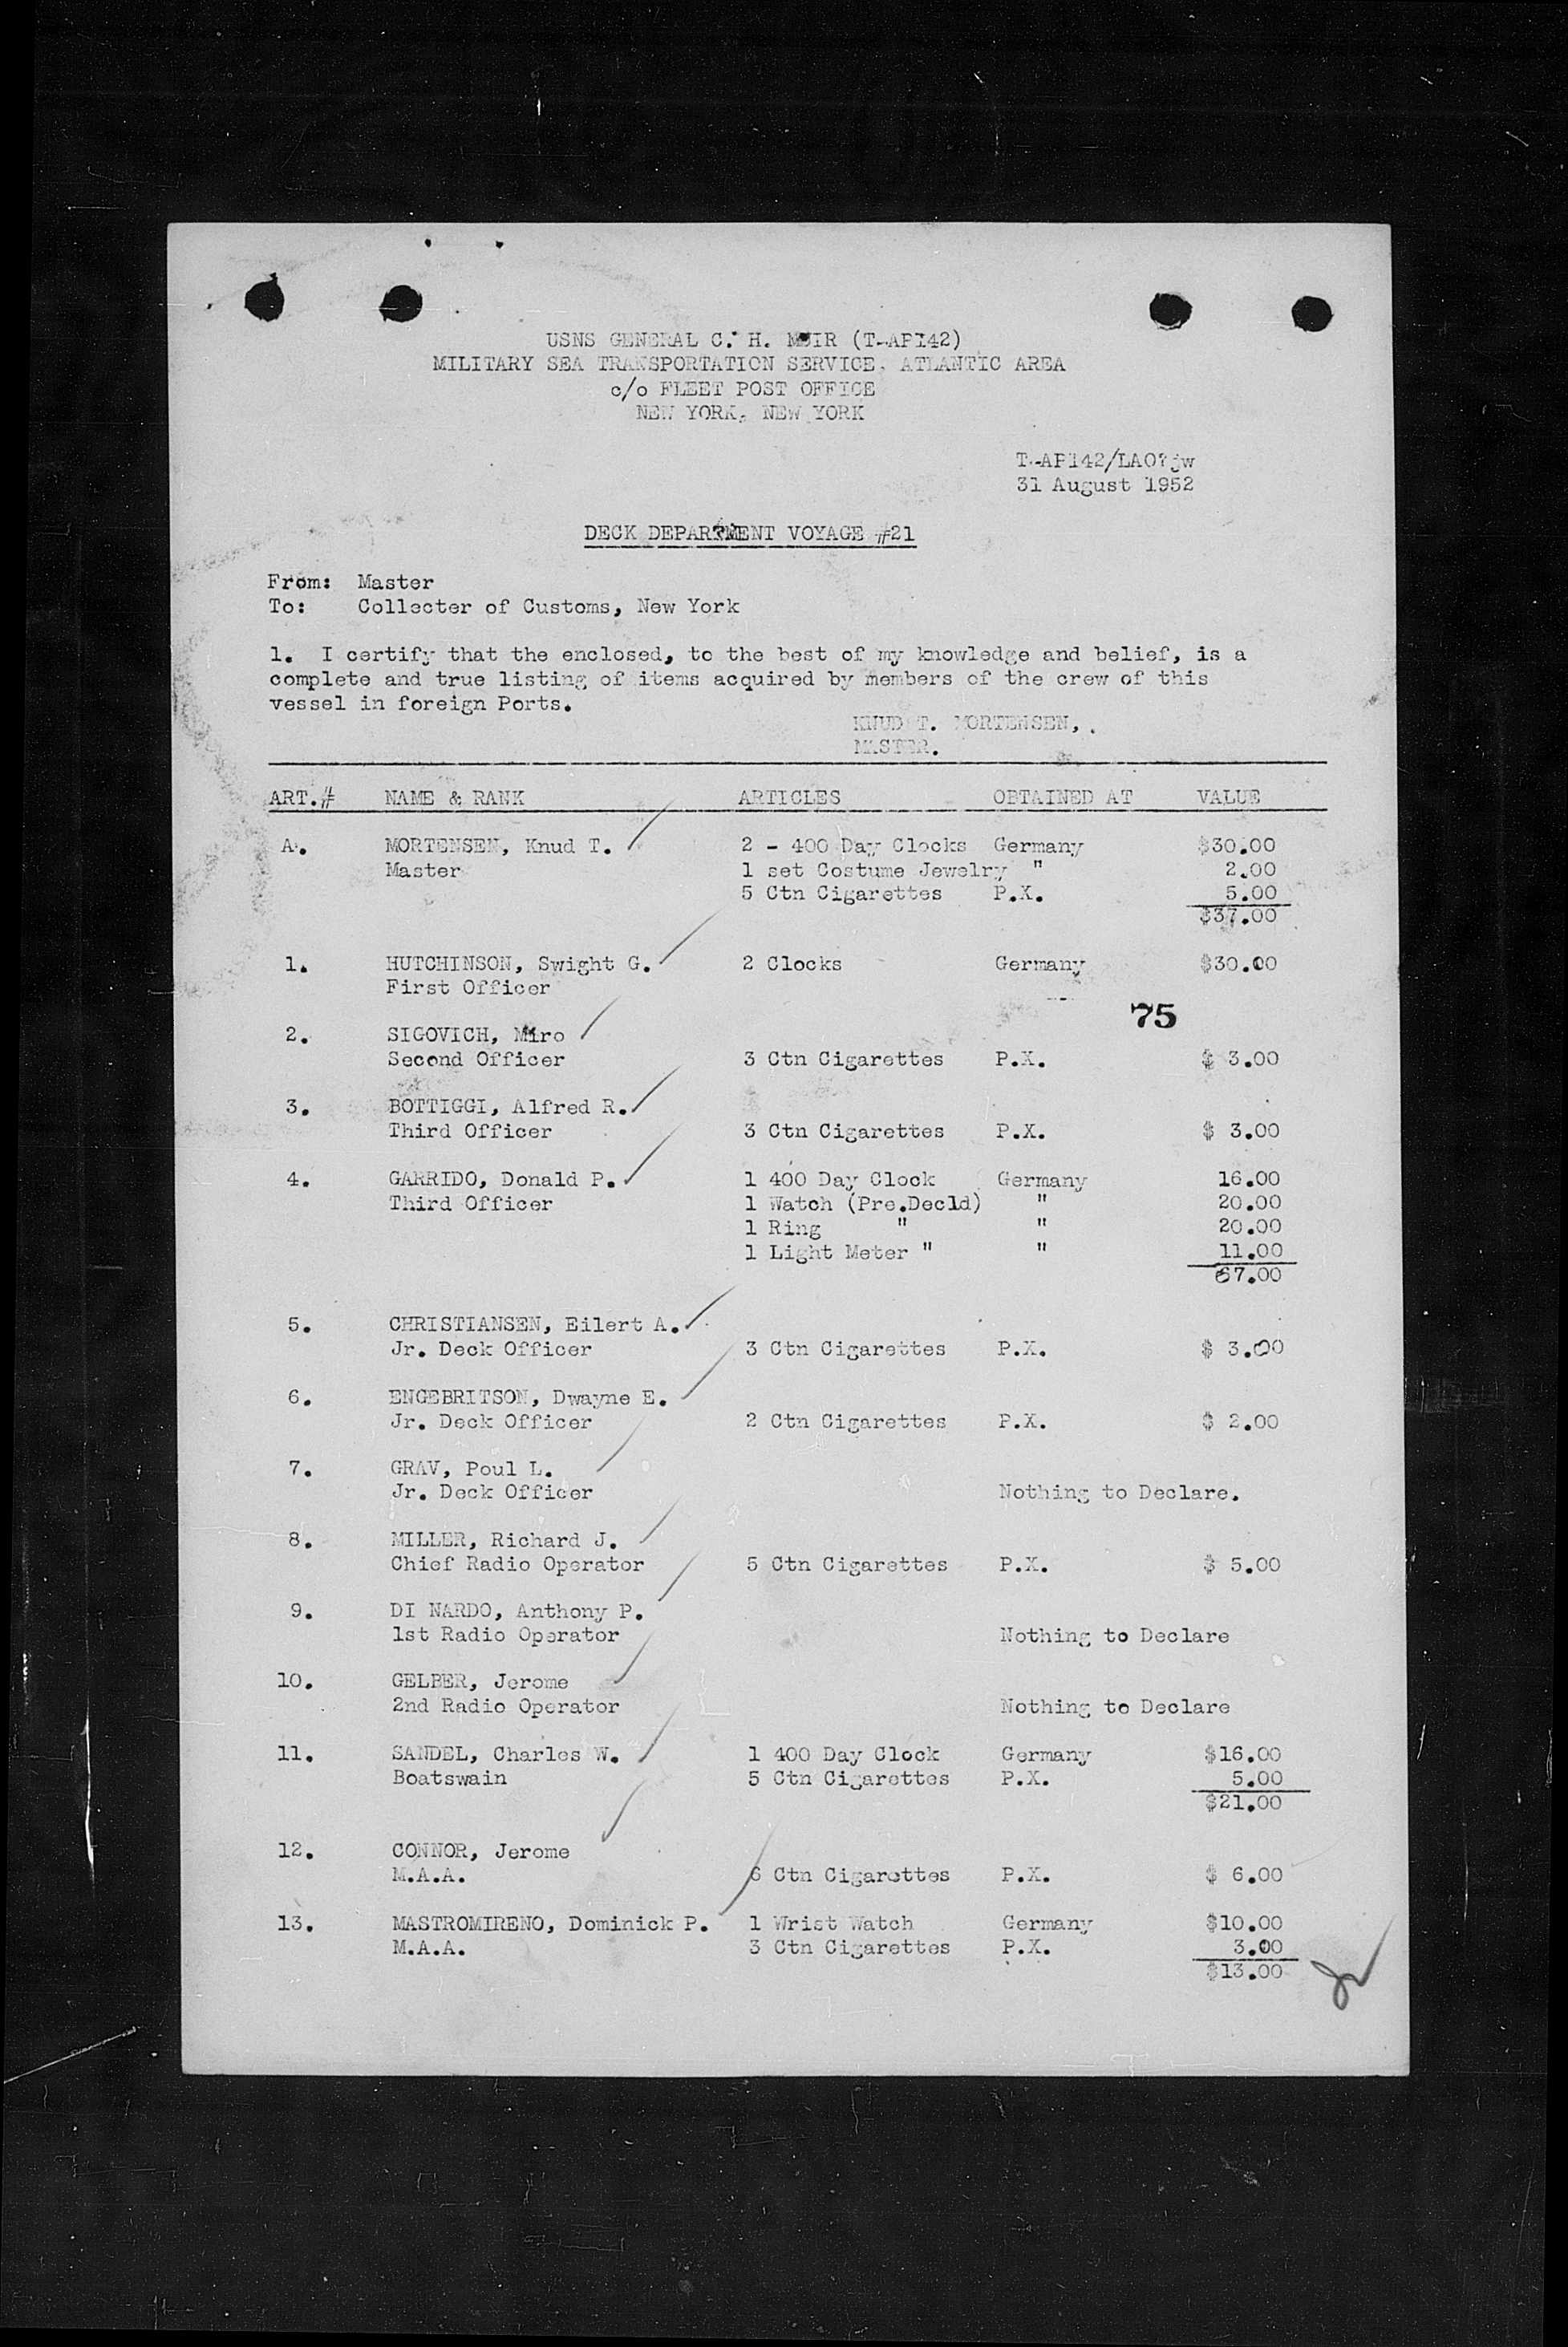 USNS GENERAL C. H. MUIR (T-AP142)
MILITARY SEA TRANSPORTATION SERVICE, ATLANTIC AREA
c/o FLEET POST OFFICE
NEW YORK, NEW YORK
T-AP142/LAO:jw
31 August 1952
DECK DEPARTMENT VOYAGE #21
From: Master
To: Collecter of Customs, New York
1. I certify that the enclosed, to the best of my knowledge and belief, is a
complete and true listing of items acquired by members of the crew of this
vessel in foreign Ports.
KNUD T. MORTENSEN,
MASTER.
ART.# NAME & RANK ARTICLES OBTAINED AT VALUE
A. MORTENSEN, Knud T. 2 - 400 Day Clocks Germany $30.00
Master 1 set Costume Jewelry " 2.00
5 Ctn Cigarettes P.X. 5.00
$37.00
1. HUTCHINSON, Swight G. 2 Clocks Germany $30.00
First Officer
75
2. SIGOVICH, Miro
Second Officer 3 Ctn Cigarettes P.X. $ 3.00
3. BOTTIGGI, Alfred R.
Third Officer 3 Ctn Cigarettes P.X. $ 3.00
4. GARRIDO, Donald P. 1 400 Day Clock Germany 16.00
Third Officer 1 Watch (Pre.Decld) " 20.00
1 Ring " " 20.00
1 Light Meter " " 11.00
67.00
5. CHRISTIANSEN, Eilert A.
Jr. Deck Officer 3 Ctn Cigarettes P.X. $ 3.00
6. ENGEBRITSON, Dwayne E.
Jr. Deck Officer 2 Ctn Cigarettes P.X. $ 2.00
7. GRAV, Poul L.
Jr. Deck Officer Nothing to Declare.
8. MILLER, Richard J.
Chief Radio Operator 5 Ctn Cigarettes P.X. $ 5.00
9. DI NARDO, Anthony P.
1st Radio Operator Nothing to Declare
10. GELBER, Jerome
2nd Radio Operator Nothing to Declare
11. SANDEL, Charles W. 1 400 Day Clock Germany $16.00
Boatswain 5 Ctn Cigarettes P.X. 5.00
$21.00
12. CONNOR, Jerome
M.A.A. 6 Ctn Cigarettes P.X. $ 6.00
13. MASTROMIRENO, Dominick P. 1 Wrist Watch Germany $10.00
M.A.A. 3 Ctn Cigarettes P.X. 3.00
$13.00